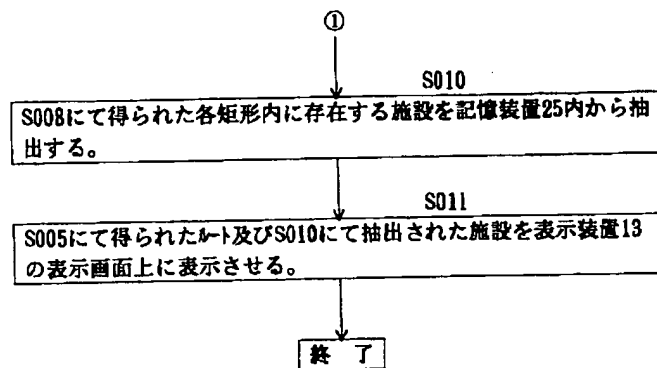 ①
S010
S008にて得られた各矩形内に存在する施設を記憶装置25内から抽
出する。
S011
S005にて得られたﾙｰﾄ及びS010にて抽出された施設を表示装置13
の表示画面上に表示させる。
終 了